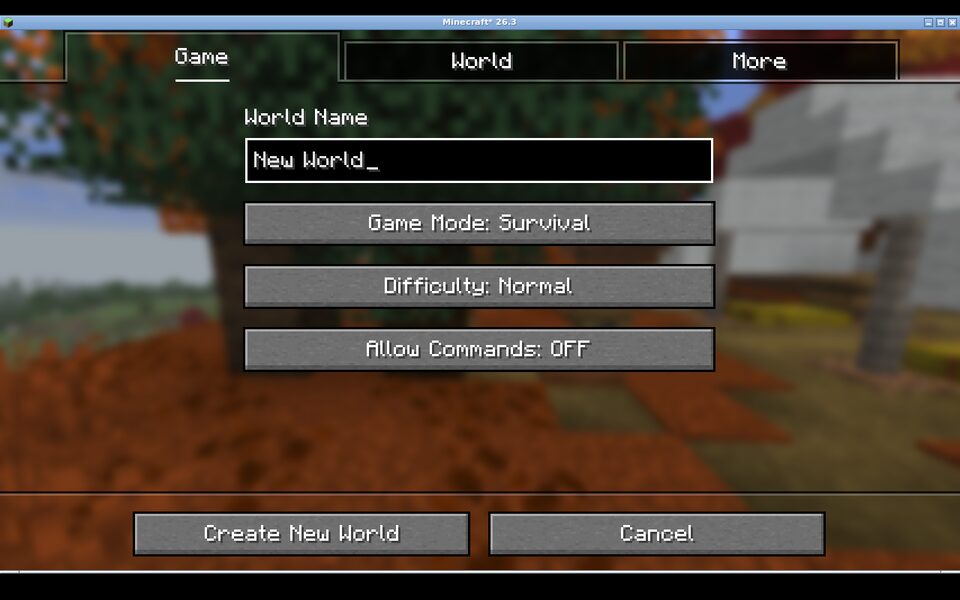 Minecraft* 26.3
Game
World
More
World Name
New World_
Game Mode: Survival
Difficulty: Normal
Allow Commands: OFF
Create New World
Cancel